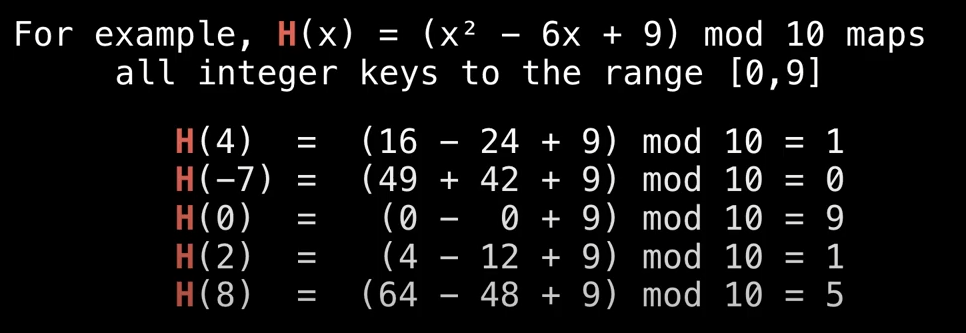 For example, H(x) = (x² − 6x + 9) mod 10 maps
all integer keys to the range [0,9]
H(4) = (16 − 24 + 9) mod 10 = 1
H(−7) = (49 + 42 + 9) mod 10 = 0
H(0) = (0 − 0 + 9) mod 10 = 9
H(2) = (4 − 12 + 9) mod 10 = 1
H(8) = (64 − 48 + 9) mod 10 = 5